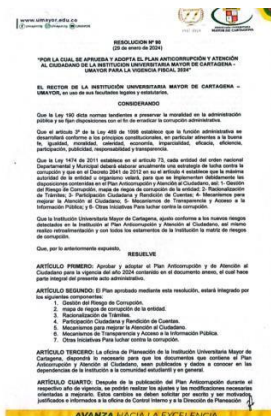 www.umayor.edu.co
RESOLUCIÓN Nº 96
(29 de enero de 2024)
"POR LA CUAL SE APRUEBA Y ADOPTA EL PLAN ANTICORRUPCIÓN Y ATENCIÓN
AL CIUDADANO DE LA INSTITUCION UNIVERSITARIA MAYOR DE CARTAGENA -
UMAYOR PARA LA VIGENCIA FISCAL 2024"
EL RECTOR DE LA INSTITUCIÓN UNIVERSITARIA MAYOR DE CARTAGENA –
UMAYOR, en uso de sus facultades legales y estatutarias,
CONSIDERANDO
Que la Ley 190 dicta normas tendientes a preservar la moralidad en la administración
pública y se fijan disposiciones con el fin de erradicar la corrupción administrativa.
Que el artículo 3º de la Ley 489 de 1998 establece que la función administrativa se
desarrollará conforme a los principios constitucionales, en particular atinentes a la buena
fe, igualdad, moralidad, celeridad, economía, imparcialidad, eficacia, eficiencia,
participación, publicidad, responsabilidad y transparencia.
Que la Ley 1474 de 2011 establece en el artículo 73, cada entidad del orden nacional
Departamental y Municipal deberá elaborar anualmente una estrategia de lucha contra la
corrupción y que en el Decreto 2641 de 2012 en su el artículo 4 establece que la máxima
autoridad de la entidad u organismo velará, para que se implementen debidamente las
disposiciones contenidas en el Plan Anticorrupción y de Atención al Ciudadano, así: 1- Gestión
del Riesgo de Corrupción, mapa de riesgos de corrupción de la entidad; 2- Racionalización
de Trámites; 3- Participación Ciudadana y Rendición de Cuentas; 4- Mecanismos para
mejorar la Atención al Ciudadano; 5- Mecanismos de Transparencia y Acceso a la
Información Pública; y 6- Otras Iniciativas Para luchar contra la corrupción.
Que la Institución Universitaria Mayor de Cartagena, ajusto conforme a los nuevos riesgos
detectados en la Institución el Plan Anticorrupción y Atención al Ciudadano, así mismo
realizó retroalimentación y con todos los estamentos de la Institución la matriz de riesgos
de corrupción.
Que, por lo anteriormente expuesto,
RESUELVE
ARTÍCULO PRIMERO: Aprobar y adoptar el Plan Anticorrupción y de Atención al
Ciudadano para la vigencia del año 2024 contenido en el documento anexo, el cual hace
parte integral del presente acto administrativo.
ARTÍCULO SEGUNDO: El Plan aprobado mediante esta resolución, estará integrado por
los siguientes componentes:
1. Gestión del Riesgo de Corrupción.
2. mapa de riesgos de corrupción de la entidad.
3. Racionalización de Trámites.
4. Participación Ciudadana y Rendición de Cuentas.
5. Mecanismos para mejorar la Atención al Ciudadano.
6. Mecanismos de Transparencia y Acceso a la Información Pública.
7. Otras Iniciativas Para luchar contra la corrupción.
ARTÍCULO TERCERO: La oficina de Planeación de la Institución Universitaria Mayor de
Cartagena, dispondrá lo necesario para que los documentos que contiene el Plan
Anticorrupción y Atención al Ciudadano, sean publicados y dados a conocer en las
dependencias de la institución a la comunidad estudiantil y en general.
ARTÍCULO CUARTO: Después de la publicación del Plan Anticorrupción durante el
respectivo año de vigencia, se podrán realizar los ajustes y las modificaciones necesarias
orientadas a mejorarlo. Estos cambios se deben solicitar por escrito y ser motivados,
justificados e informados a la oficina de Control Interno y a la Dirección de Planeación
AVANZA HACIA LA EXCELENCIA